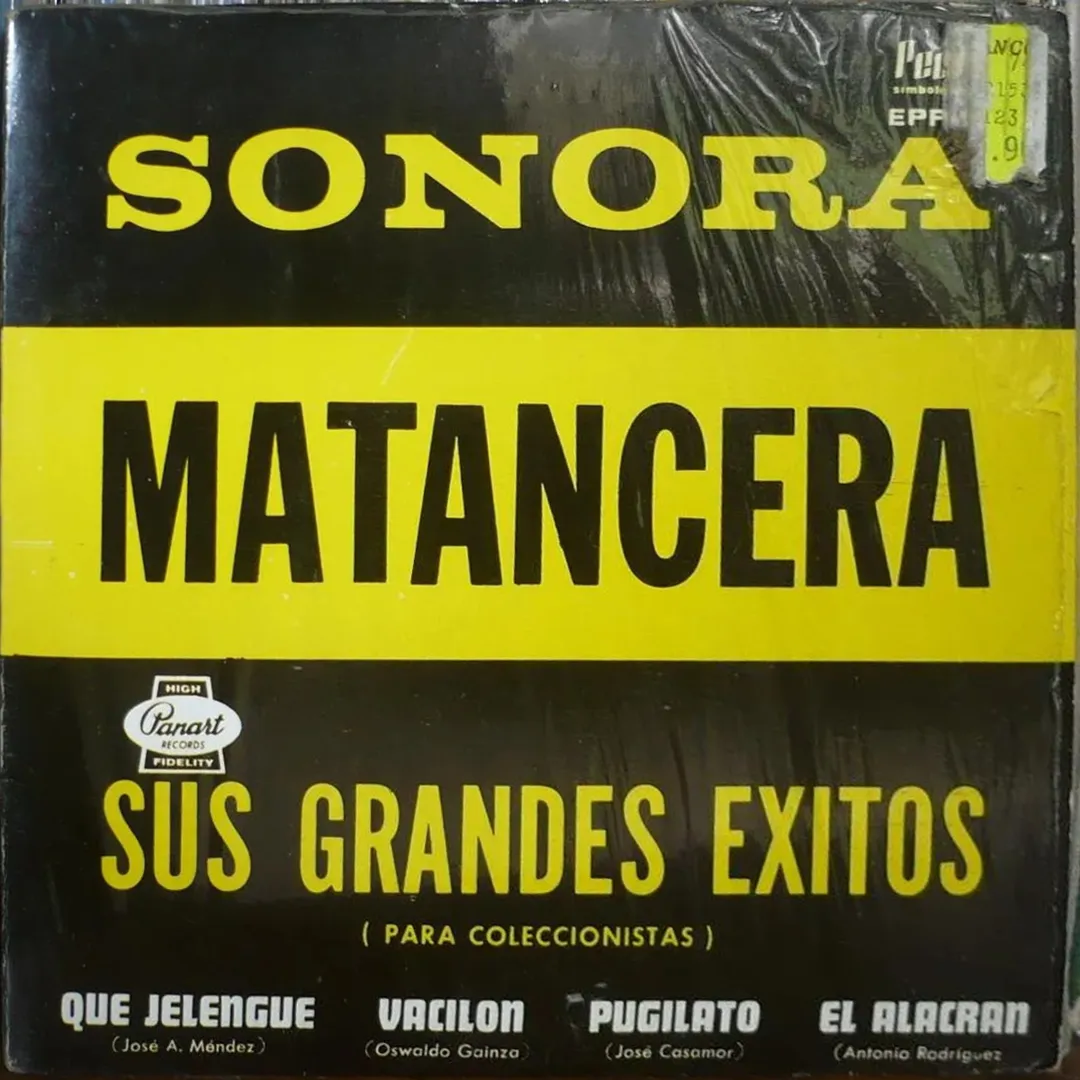 SONORA
MATANCERA
HIGH
Panart
RECORDS
FIDELITY
SUS GRANDES EXITOS
( PARA COLECCIONISTAS )
QUE JELENGUE VACILON PUGILATO EL ALACRAN
(José A. Méndez) (Oswaldo Gainza) (José Casamor) (Antonio Rodríguez